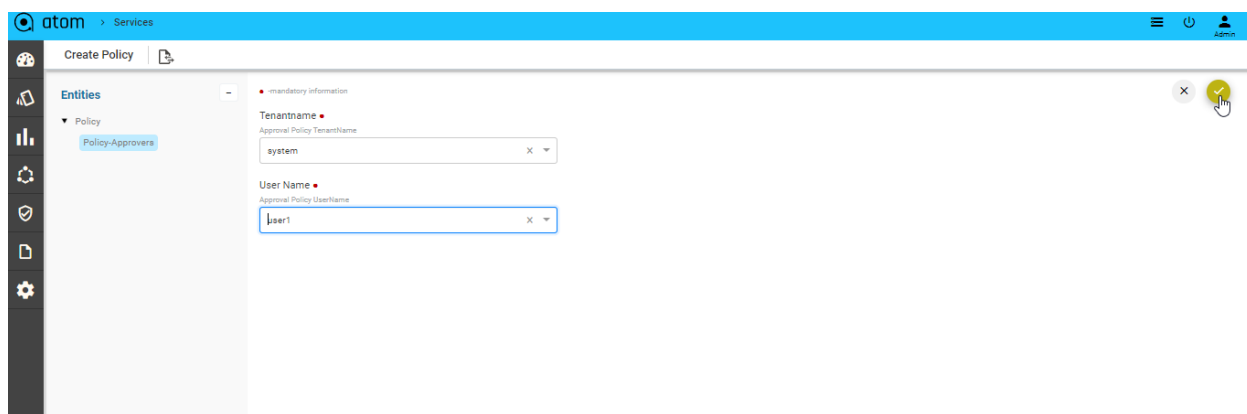 atom > Services
Admin
Create Policy
Entities
-mandatory information
Policy
Policy-Approvers
Tenantname
Approval Policy TenantName
system
User Name
Approval Policy UserName
user1